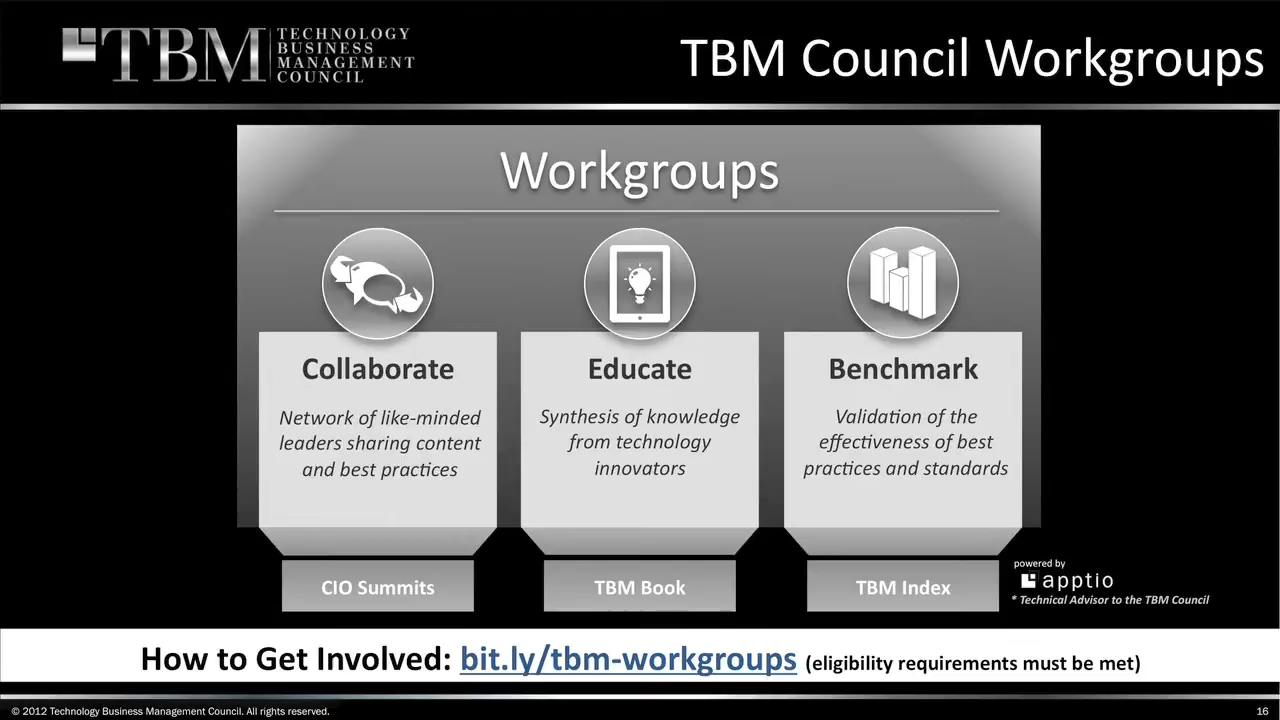 TBM
TECHNOLOGY
BUSINESS
MANAGEMENT
COUNCIL
TBM Council Workgroups
Workgroups
Collaborate
Network of like-minded
leaders sharing content
and best practices
Educate
Synthesis of knowledge
from technology
innovators
Benchmark
Validation of the
effectiveness of best
practices and standards
CIO Summits
TBM Book
TBM Index
powered by
apptio
* Technical Advisor to the TBM Council
How to Get Involved: bit.ly/tbm-workgroups (eligibility requirements must be met)
© 2012 Technology Business Management Council. All rights reserved.
16